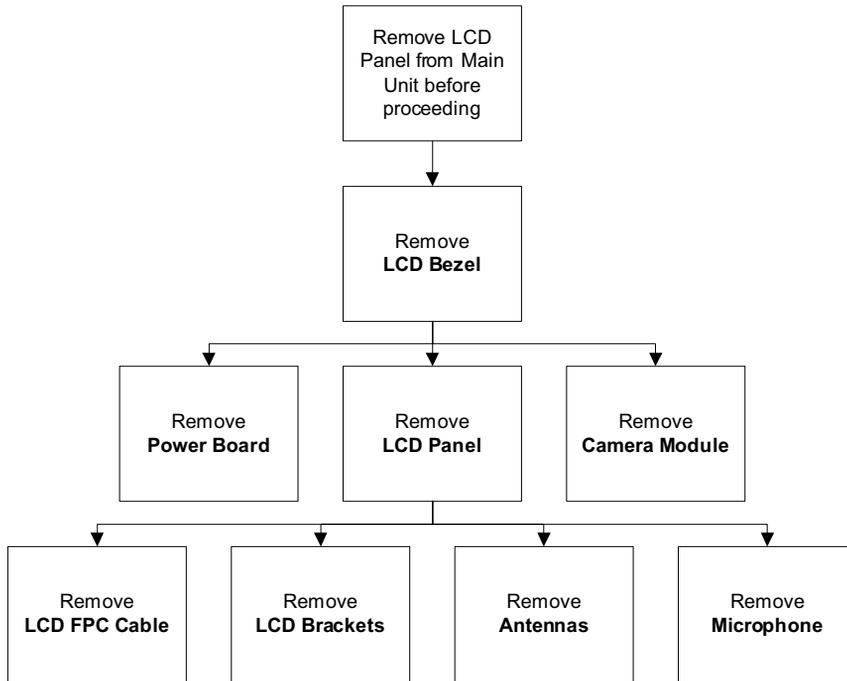 Remove LCD
Panel from Main
Unit before
proceeding
Remove
LCD Bezel
Remove
Power Board
Remove
LCD Panel
Remove
Camera Module
Remove
LCD FPC Cable
Remove
LCD Brackets
Remove
Antennas
Remove
Microphone